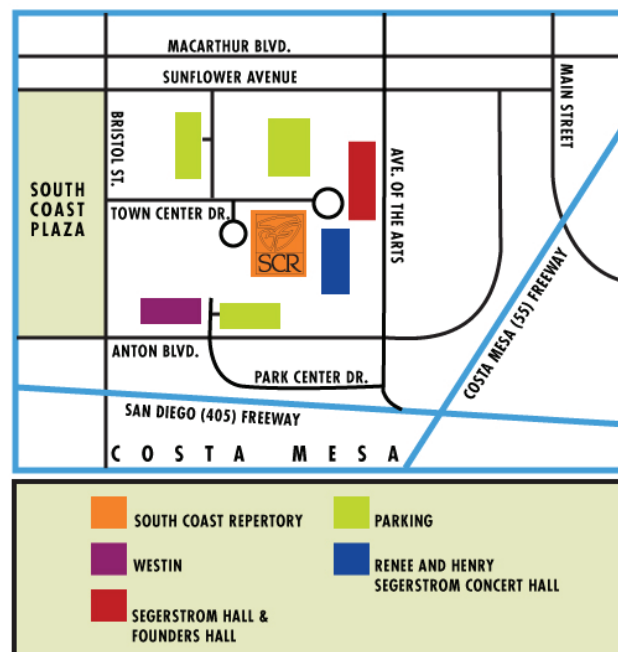 MACARTHUR BLVD.
SUNFLOWER AVENUE
MAIN STREET
BRISTOL ST.
SOUTH
COAST
PLAZA
TOWN CENTER DR.
AVE. OF THE ARTS
SCR
COSTA MESA (55) FREEWAY
ANTON BLVD.
PARK CENTER DR.
SAN DIEGO (405) FREEWAY
COSTA MESA
SOUTH COAST REPERTORY
PARKING
WESTIN
RENEE AND HENRY
SEGERSTROM CONCERT HALL
SEGERSTROM HALL &
FOUNDERS HALL